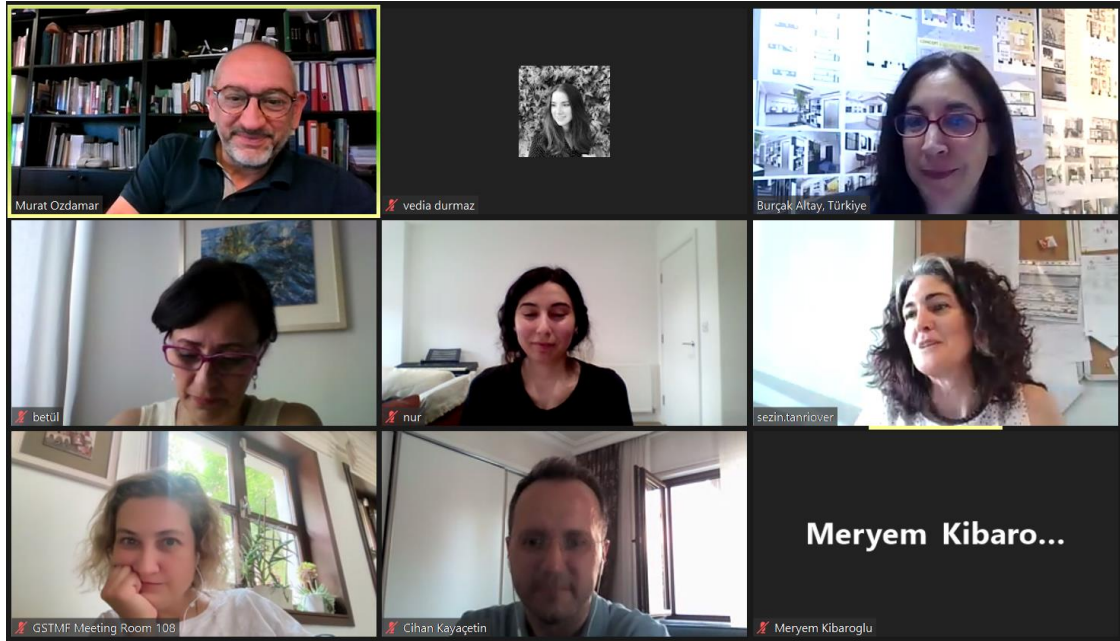 Murat Ozdamar
vedia durmaz
Burçak Altay, Türkiye
betül
nur
sezin.tanriover
GSTMF Meeting Room 108
Cihan Kayaçetin
Meryem Kibaro...
Meryem Kibaroglu